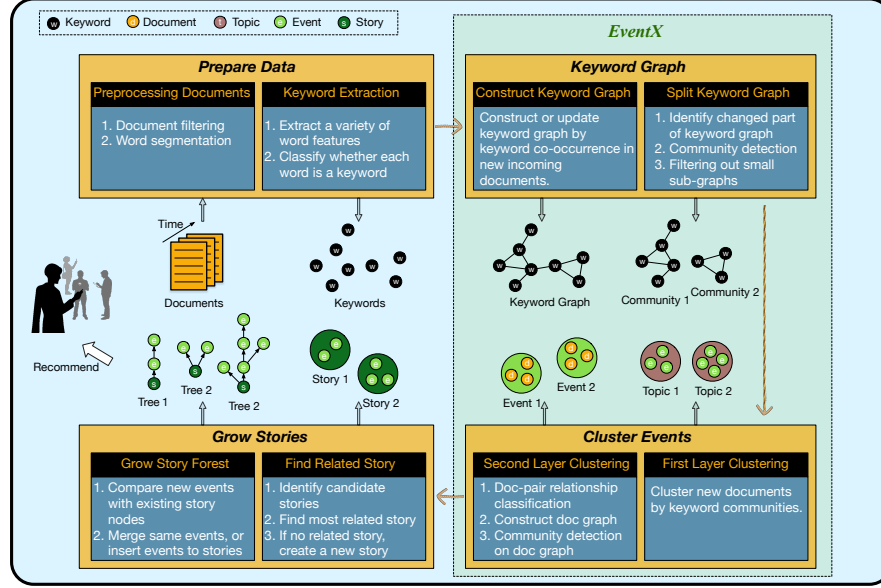 w Keyword d Document t Topic e Event s Story
EventX
Prepare Data
Preprocessing Documents
1. Document filtering
2. Word segmentation
Keyword Extraction
1. Extract a variety of
word features
2. Classify whether each
word is a keyword
Keyword Graph
Construct Keyword Graph
Construct or update
keyword graph by
keyword co-occurrence in
new incoming
documents.
Split Keyword Graph
1. Identify changed part
of keyword graph
2. Community detection
3. Filtering out small
sub-graphs
Time
Documents
w w w w w w w w
Keywords
w w w w w w w
Keyword Graph
w w w w
Community 1
w w w
Community 2
Recommend
e e s
Tree 1
e e s
Tree 2
e e e e e s
Tree 2
e e
Story 1
e e e
Story 2
d d d
Event 1
d d d d
Event 2
e e e
Topic 1
e e e e
Topic 2
Grow Stories
Grow Story Forest
1. Compare new events
with existing story
nodes
2. Merge same events, or
insert events to stories
Find Related Story
1. Identify candidate
stories
2. Find most related story
3. If no related story,
create a new story
Cluster Events
Second Layer Clustering
1. Doc-pair relationship
classification
2. Construct doc graph
3. Community detection
on doc graph
First Layer Clustering
Cluster new documents
by keyword communities.